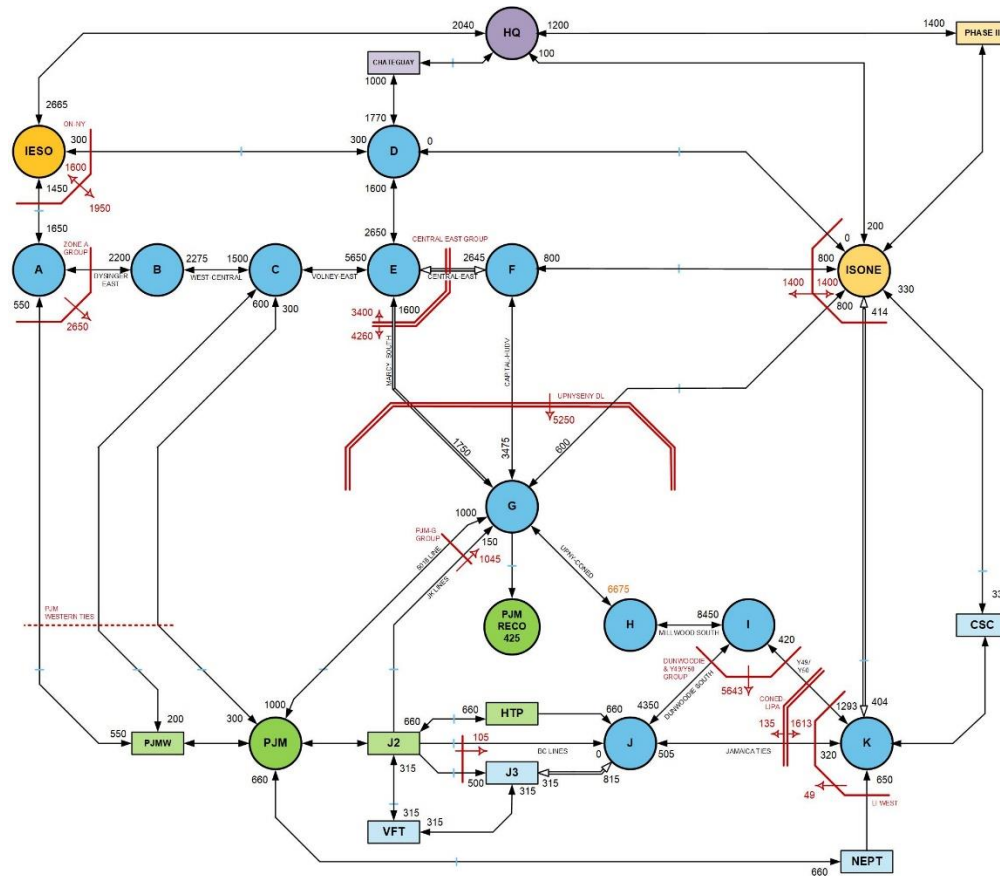 2040
HQ
1200
1400
PHASE II
100
CHATEGUAY
1000
2665
1770
ON-NY
300
300
D
0
IESO
1600
1450
1950
1600
200
0
1650
ZONE A
GROUP
2650
CENTRAL EAST GROUP
A
2200
B
2275
1500
C
5650
E
2645
F
800
800
ISONE
DYSINGER
EAST
WEST CENTRAL
VOLNEY-EAST
CENTRAL-EAST
550
600
300
1600
1400
1400
800
330
414
2650
3400
4260
MARCY SOUTH
CAPITAL-HUDV
UPNYSENY DL
5250
1750
3475
600
G
1000
150
PJM-G
GROUP
1045
5018 LINE
JK LINES
UPNY-CONED
PJM
WESTERN TIES
PJM
RECO
425
6675
H
8450
I
MILLWOOD SOUTH
420
33
CSC
DUNWOODIE
& Y49/Y50
GROUP
DUNWOODIE SOUTH
5643
Y49/
Y50
CONED
LIPA
1293
404
200
300
1000
660
660
HTP
660
4350
135
1613
550
PJMW
PJM
J2
105
BC LINES
0
J
505
JAMAICA TIES
320
K
660
315
500
J3
315
815
49
650
LI WEST
315
VFT
315
NEPT
660